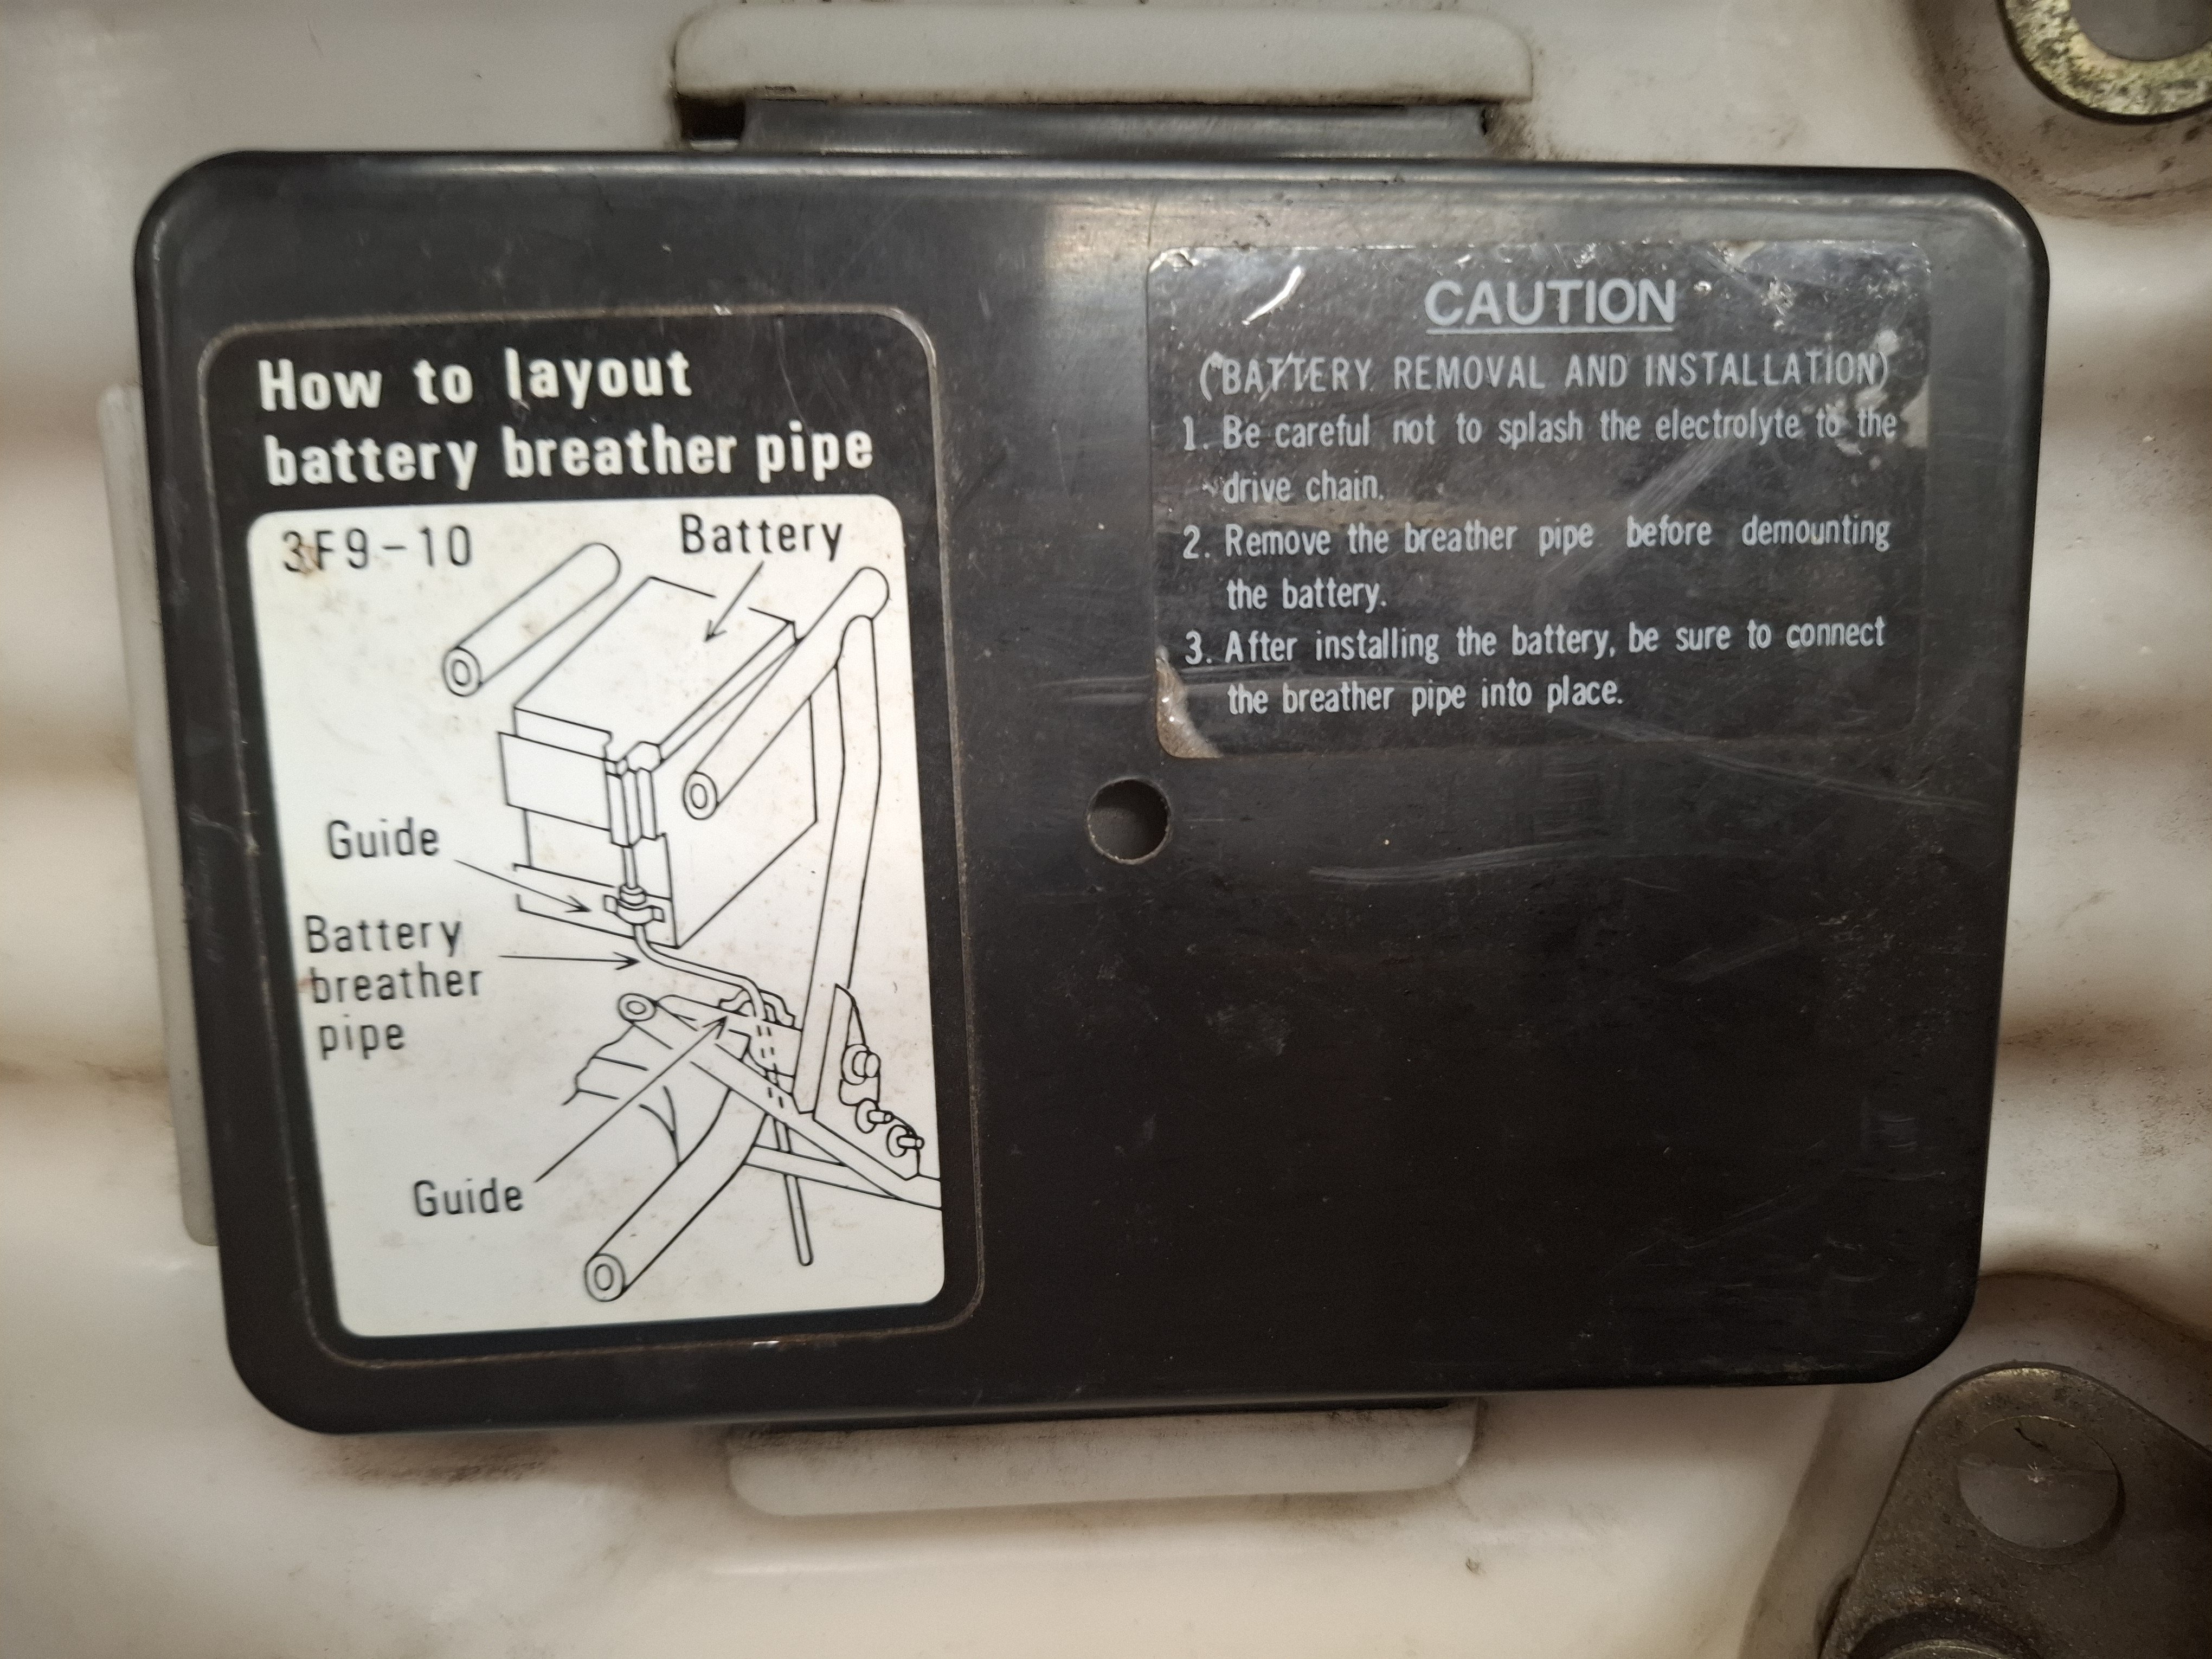 How to layout
battery breather pipe
3F9-10
Battery
Guide
Battery
breather
pipe
Guide
CAUTION
(BATTERY REMOVAL AND INSTALLATION)
1. Be careful not to splash the electrolyte to the
drive chain.
2. Remove the breather pipe before demounting
the battery.
3. After installing the battery, be sure to connect
the breather pipe into place.